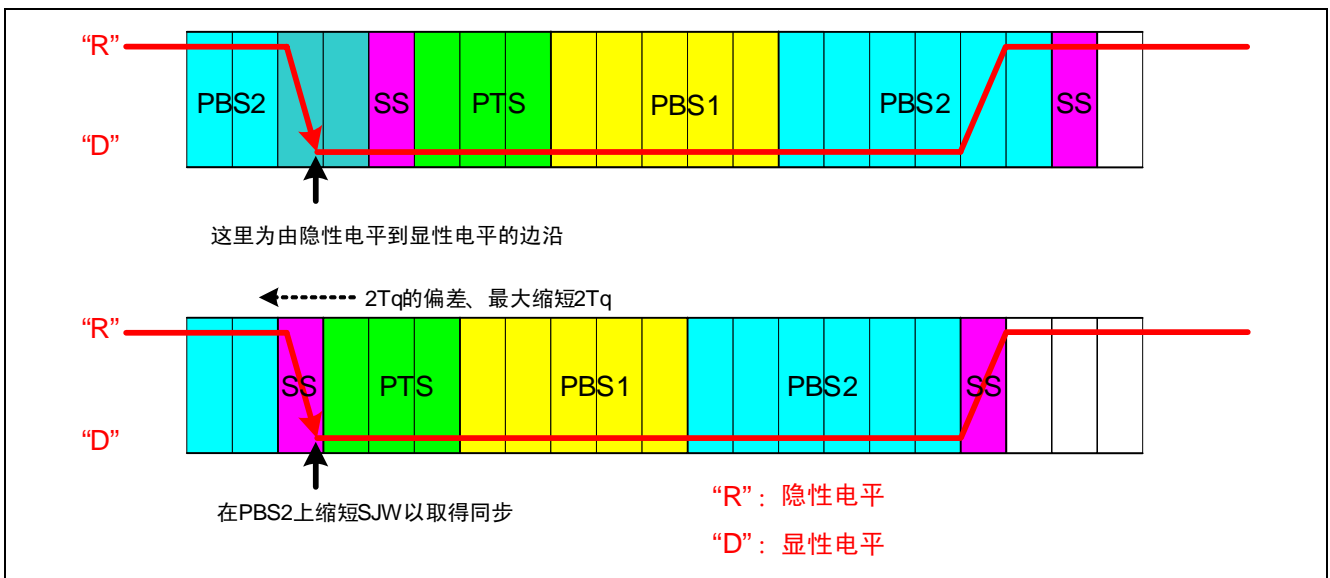 “R”
PBS2 SS PTS PBS1 PBS2 SS
“D”
这里为由隐性电平到显性电平的边沿
2Tq的偏差、最大缩短2Tq
“R”
SS PTS PBS1 PBS2 SS
“D”
在PBS2上缩短SJW以取得同步
“R”：隐性电平
“D”：显性电平